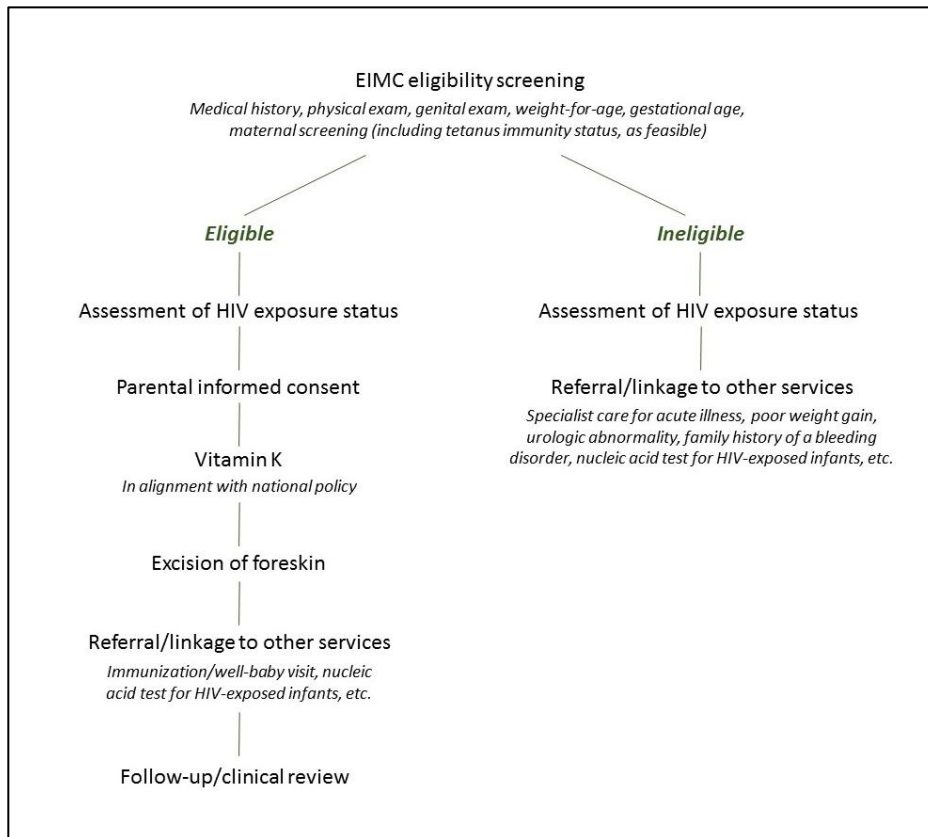 EIMC eligibility screening
Medical history, physical exam, genital exam, weight-for-age, gestational age,
maternal screening (including tetanus immunity status, as feasible)
Eligible
Assessment of HIV exposure status
Parental informed consent
Vitamin K
In alignment with national policy
Excision of foreskin
Referral/linkage to other services
Immunization/well-baby visit, nucleic
acid test for HIV-exposed infants, etc.
Follow-up/clinical review
Ineligible
Assessment of HIV exposure status
Referral/linkage to other services
Specialist care for acute illness, poor weight gain,
urologic abnormality, family history of a bleeding
disorder, nucleic acid test for HIV-exposed infants, etc.